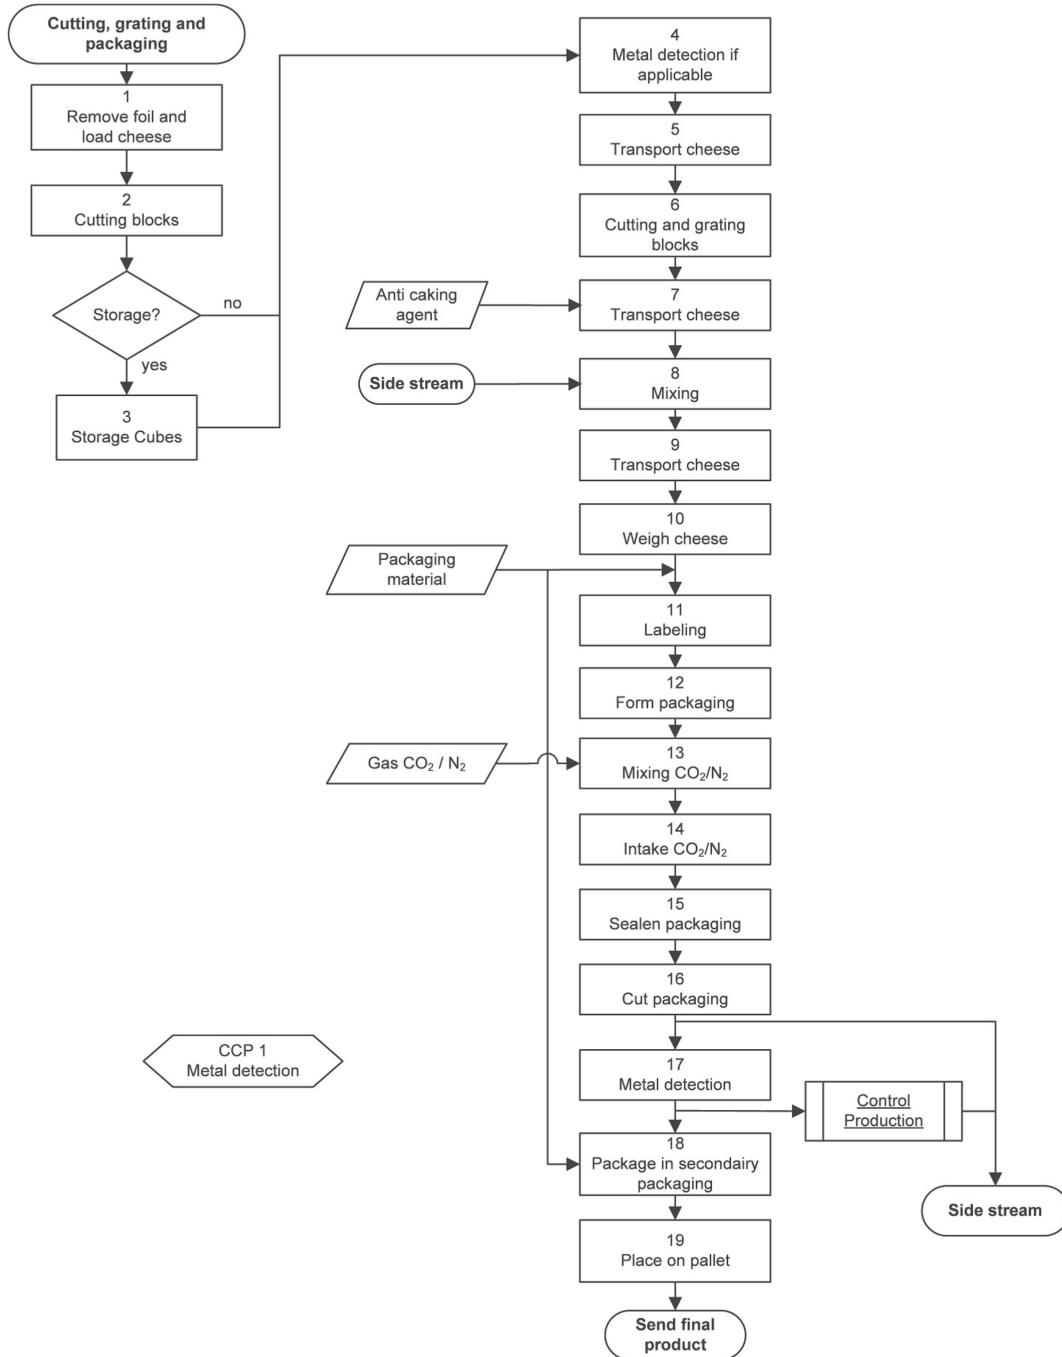 Cutting, grating and
packaging
1
Remove foil and
load cheese
2
Cutting blocks
Storage?
no
yes
3
Storage Cubes
4
Metal detection if
applicable
5
Transport cheese
6
Cutting and grating
blocks
Anti caking
agent
7
Transport cheese
Side stream
8
Mixing
9
Transport cheese
10
Weigh cheese
Packaging
material
11
Labeling
12
Form packaging
Gas CO₂ / N₂
13
Mixing CO₂/N₂
14
Intake CO₂/N₂
15
Sealen packaging
16
Cut packaging
CCP 1
Metal detection
17
Metal detection
Control
Production
18
Package in secondairy
packaging
Side stream
19
Place on pallet
Send final
product